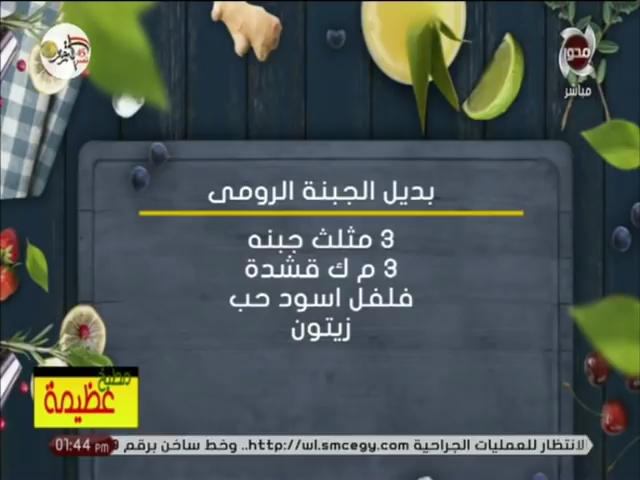 محور
مباشر
بديل الجبنة الرومى
3 مثلث جبنه
3 م ك قشدة
فلفل اسود حب
زيتون
مطبخ
عظيمة
لانتظار للعمليات الجراحية http://wl.smcegy.com.. وخط ساخن برقم
01:44 pm